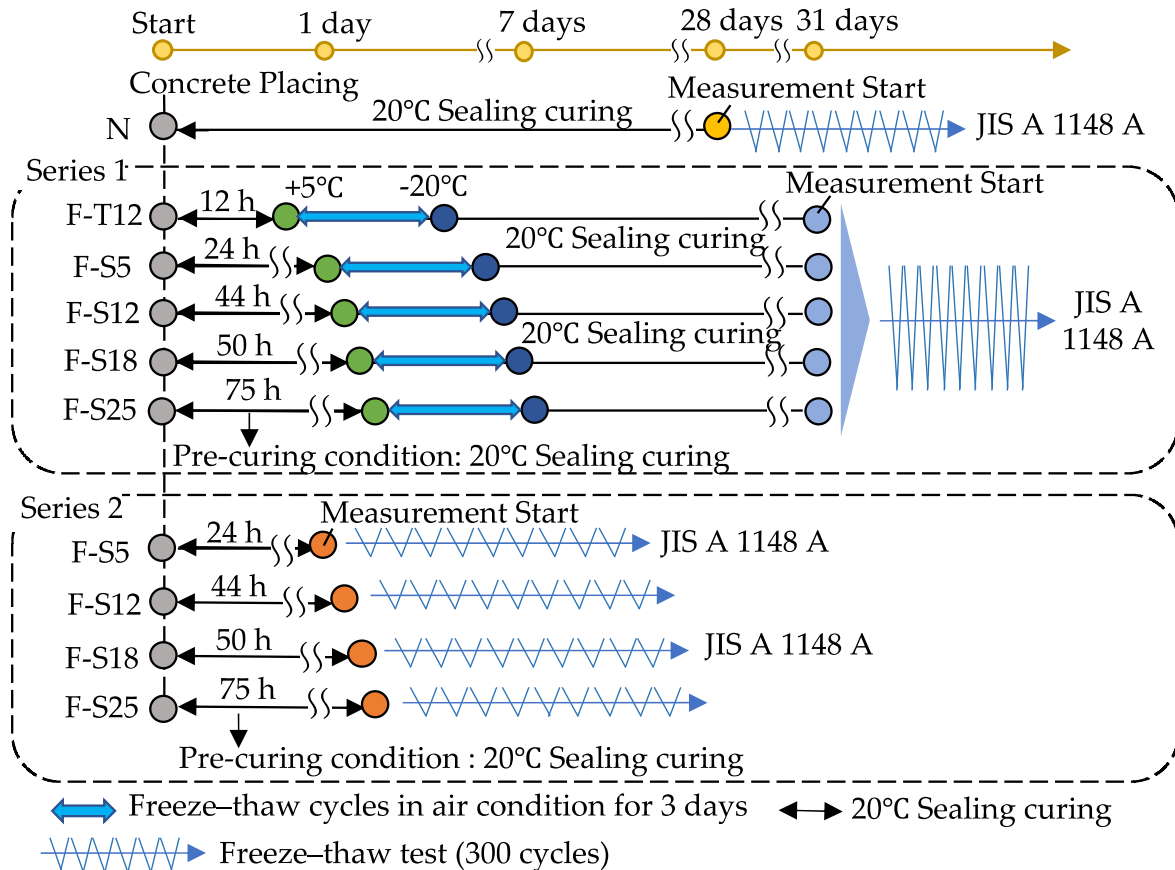 Start
1 day
7 days
28 days
31 days
Concrete Placing
Measurement Start
N
20℃ Sealing curing
JIS A 1148 A
Series 1
+5℃
-20℃
Measurement Start
F-T12
12 h
20℃ Sealing curing
F-S5
24 h
F-S12
44 h
20℃ Sealing curing
JIS A
1148 A
F-S18
50 h
F-S25
75 h
Pre-curing condition: 20℃ Sealing curing
Series 2
Measurement Start
F-S5
24 h
JIS A 1148 A
F-S12
44 h
F-S18
50 h
JIS A 1148 A
F-S25
75 h
Pre-curing condition : 20℃ Sealing curing
Freeze–thaw cycles in air condition for 3 days
20℃ Sealing curing
Freeze–thaw test (300 cycles)